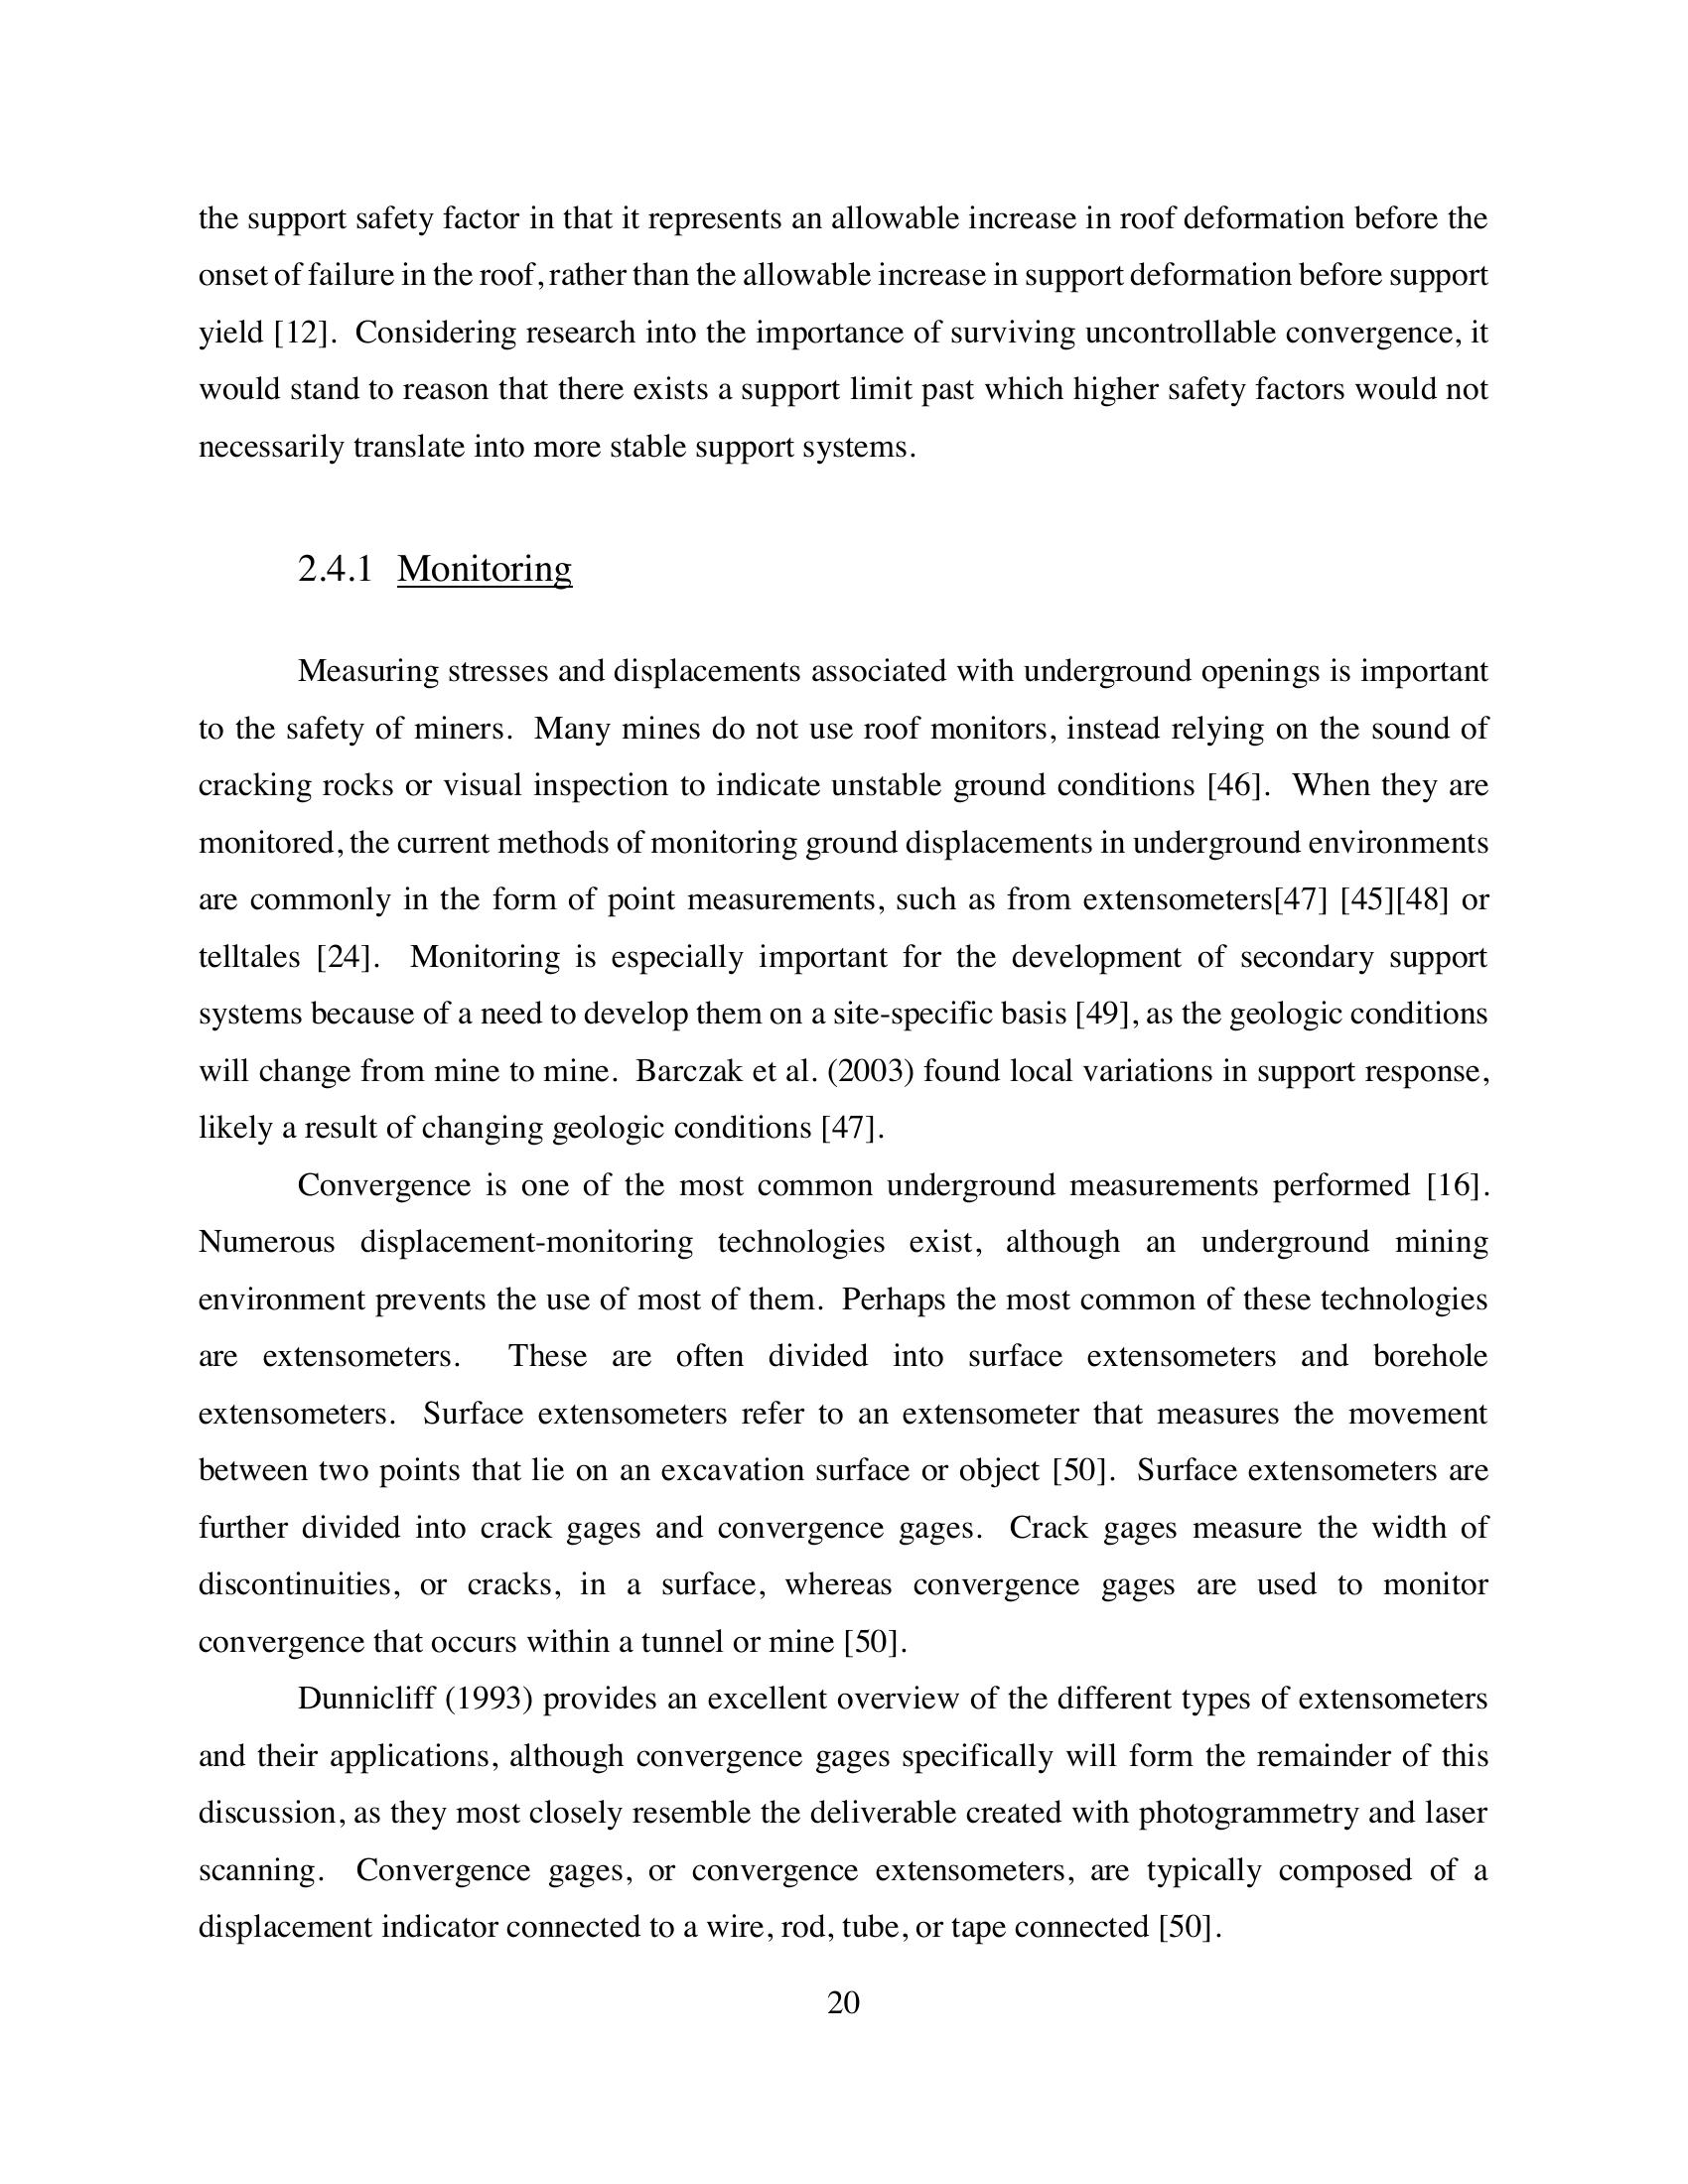 the support safety factor in that it represents an allowable increase in roof deformation before the
onset of failure in the roof, rather than the allowable increase in support deformation before support
yield [12].  Considering research into the importance of surviving uncontrollable convergence, it
would stand to reason that there exists a support limit past which higher safety factors would not
necessarily translate into more stable support systems.
2.4.1 Monitoring
Measuring stresses and displacements associated with underground openings is important
to the safety of miners.  Many mines do not use roof monitors, instead relying on the sound of
cracking rocks or visual inspection to indicate unstable ground conditions [46].  When they are
monitored, the current methods of monitoring ground displacements in underground environments
are commonly in the form of point measurements, such as from extensometers[47] [45][48] or
telltales [24].  Monitoring is especially important for the development of secondary support
systems because of a need to develop them on a site-specific basis [49], as the geologic conditions
will change from mine to mine.  Barczak et al. (2003) found local variations in support response,
likely a result of changing geologic conditions [47].
Convergence is one of the most common underground measurements performed [16].
Numerous displacement-monitoring technologies exist, although an underground mining
environment prevents the use of most of them.  Perhaps the most common of these technologies
are extensometers.  These are often divided into surface extensometers and borehole
extensometers.  Surface extensometers refer to an extensometer that measures the movement
between two points that lie on an excavation surface or object [50].  Surface extensometers are
further divided into crack gages and convergence gages.  Crack gages measure the width of
discontinuities, or cracks, in a surface, whereas convergence gages are used to monitor
convergence that occurs within a tunnel or mine [50].
Dunnicliff (1993) provides an excellent overview of the different types of extensometers
and their applications, although convergence gages specifically will form the remainder of this
discussion, as they most closely resemble the deliverable created with photogrammetry and laser
scanning.  Convergence gages, or convergence extensometers, are typically composed of a
displacement indicator connected to a wire, rod, tube, or tape connected [50].
20